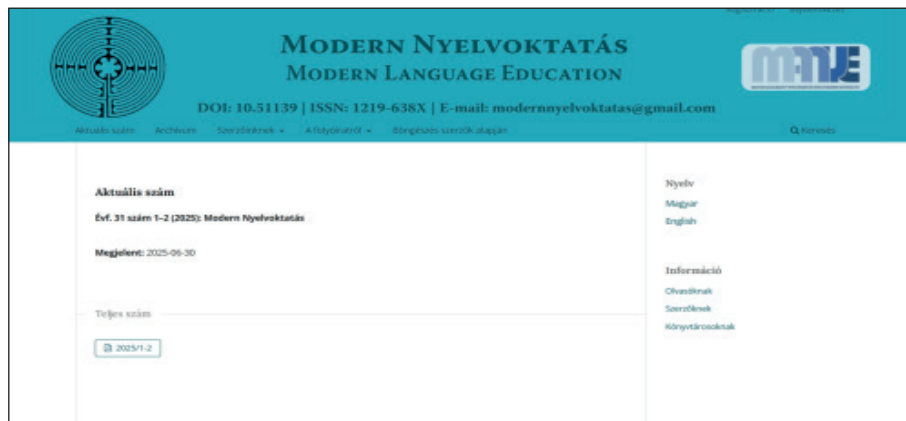 MODERN NYELVOKTATÁS
MODERN LANGUAGE EDUCATION
DOI: 10.51139 | ISSN: 1219-638X | E-mail: modernnyelvoktatas@gmail.com
Aktuális szám Archívum Szerzőinknek A folyóiratról Böngészés szerzők alapján Keresés
Aktuális szám
Évf. 31 szám 1–2 (2025): Modern Nyelvoktatás
Megjelent: 2025-06-30
Teljes szám
2025/1-2
Nyelv
Magyar
English
Információ
Olvasóknak
Szerzőknek
Könyvtárosoknak